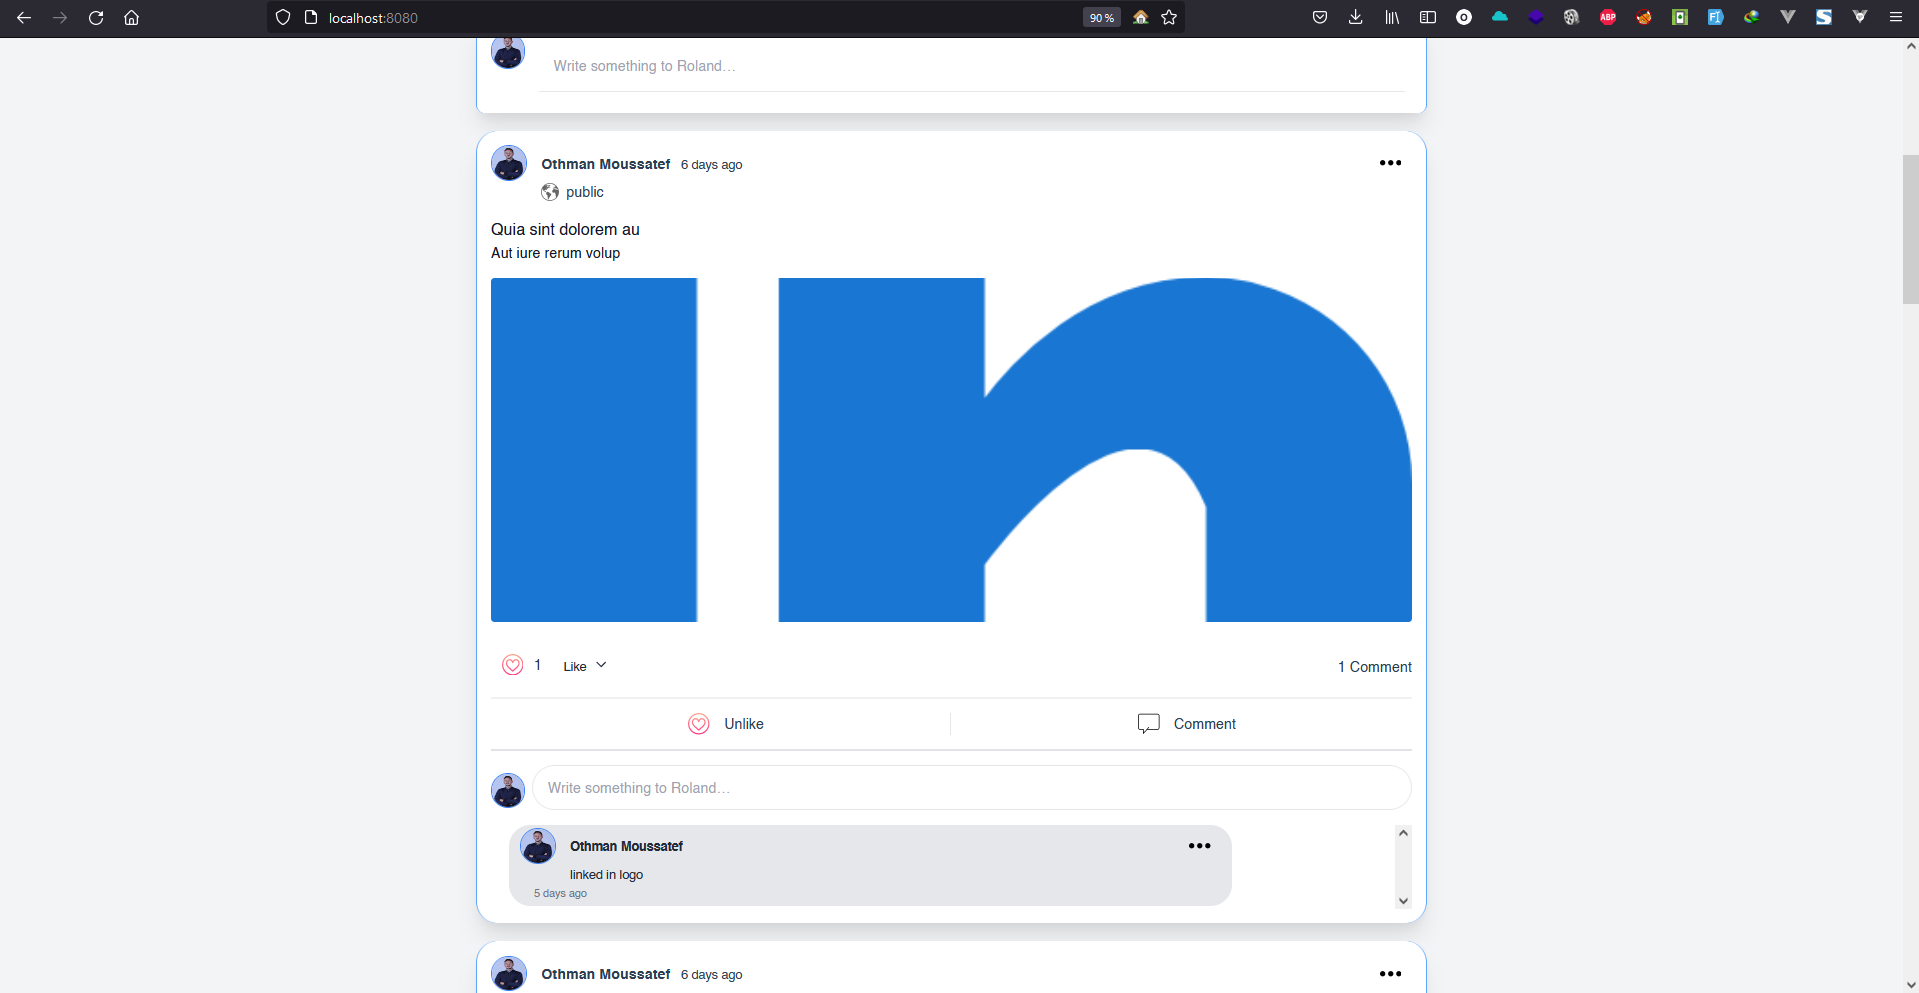 localhost:8080
90%
Write something to Roland...
Othman Moussatef 6 days ago
public
Quia sint dolorem au
Aut iure rerum volup
in
1 Like
1 Comment
Unlike
Comment
Write something to Roland...
Othman Moussatef
linked in logo
5 days ago
Othman Moussatef 6 days ago